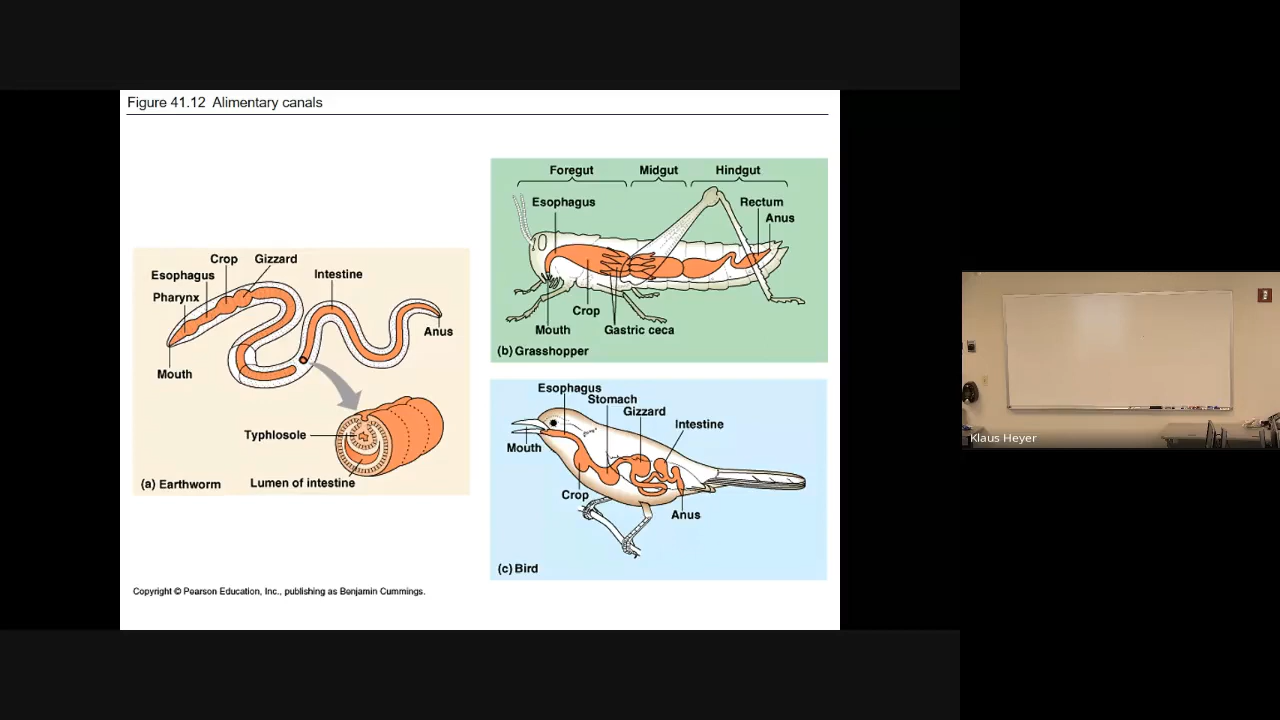 Figure 41.12 Alimentary canals
Crop
Gizzard
Esophagus
Intestine
Pharynx
Anus
Mouth
Typhlosole
Lumen of intestine
(a) Earthworm
Foregut
Midgut
Hindgut
Esophagus
Rectum
Anus
Crop
Mouth
Gastric ceca
(b) Grasshopper
Esophagus
Stomach
Gizzard
Intestine
Mouth
Crop
Anus
(c) Bird
Copyright © Pearson Education, Inc., publishing as Benjamin Cummings.
Klaus Heyer